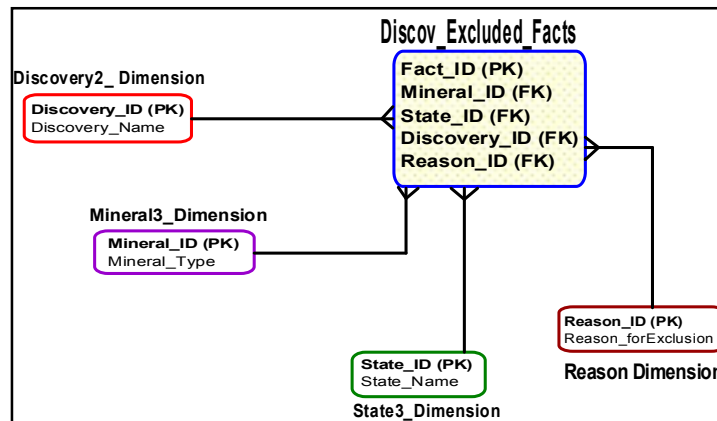 Discov_Excluded_Facts
Fact_ID (PK)
Mineral_ID (FK)
State_ID (FK)
Discovery_ID (FK)
Reason_ID (FK)
Discovery2_ Dimension
Discovery_ID (PK)
Discovery_Name
Mineral3_Dimension
Mineral_ID (PK)
Mineral_Type
Reason_ID (PK)
Reason_forExclusion
Reason Dimension
State_ID (PK)
State_Name
State3_Dimension